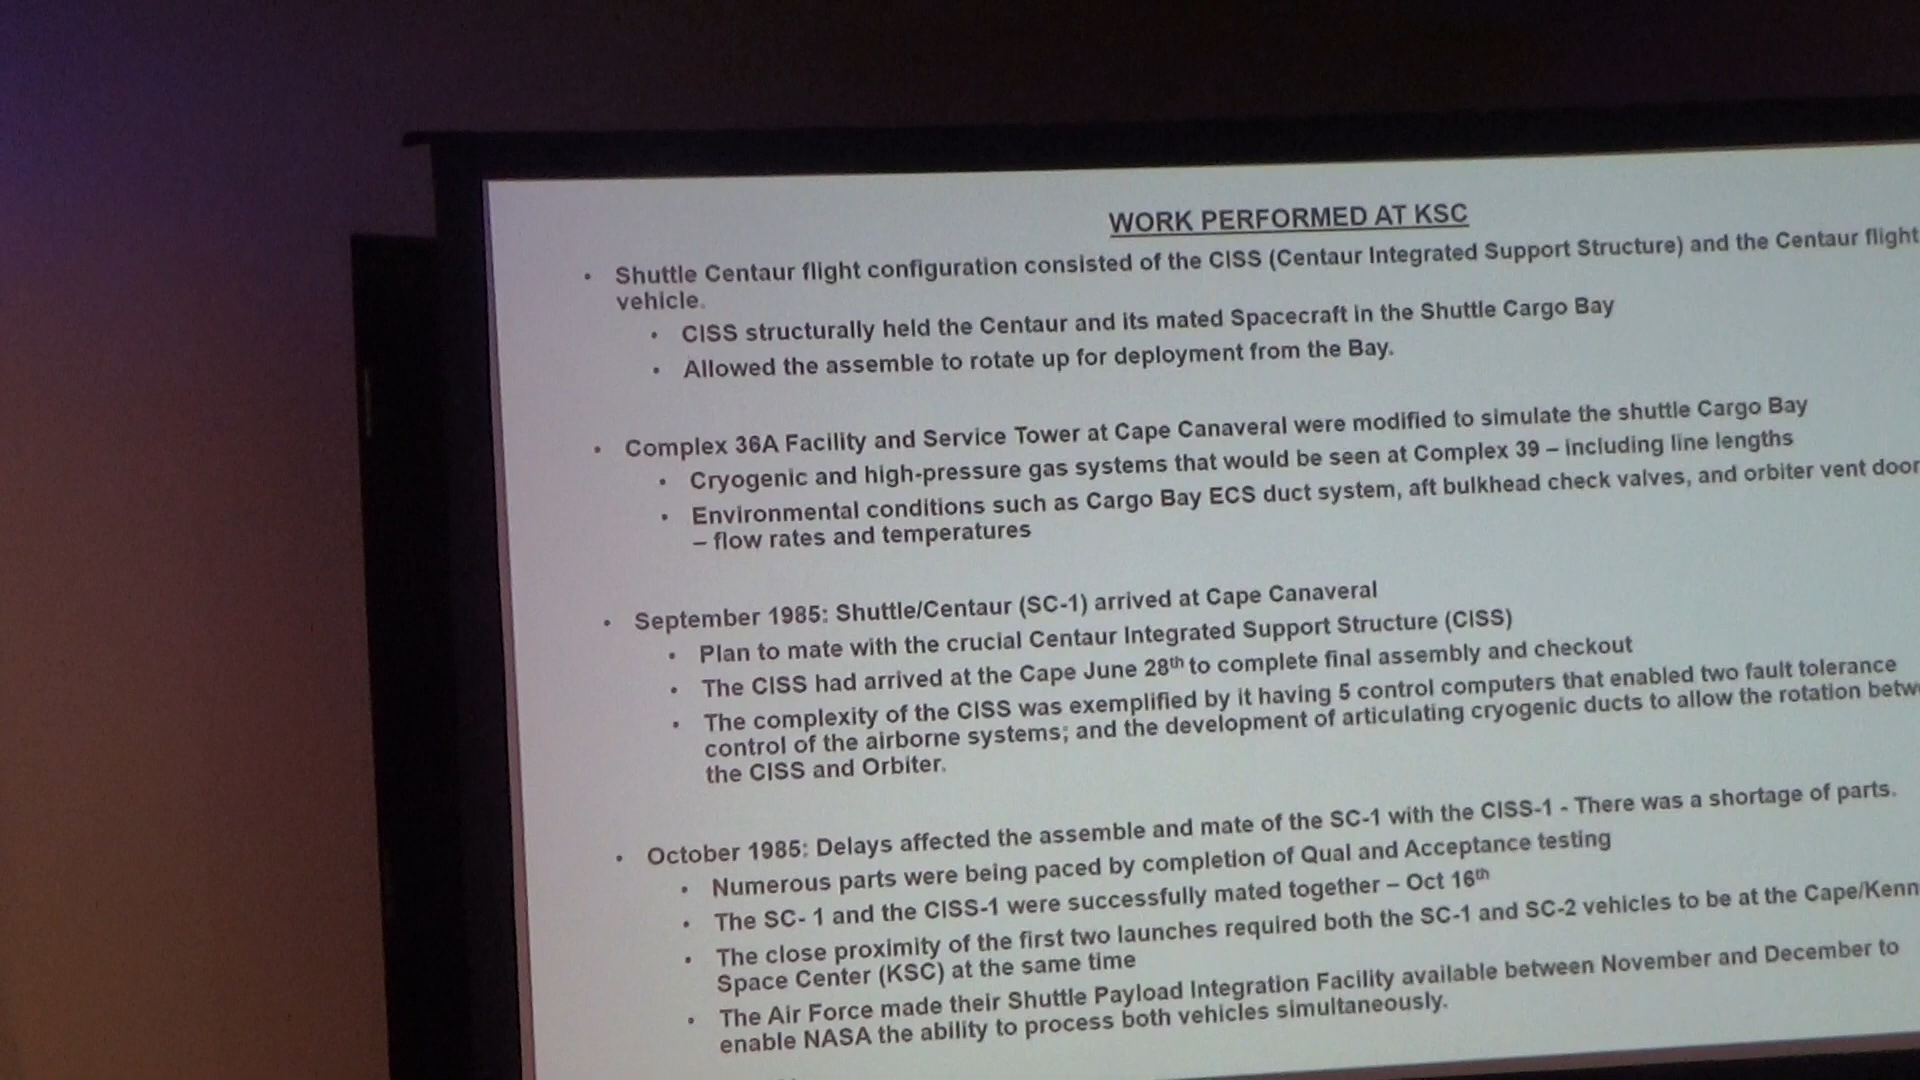 WORK PERFORMED AT KSC
• Shuttle Centaur flight configuration consisted of the CISS (Centaur Integrated Support Structure) and the Centaur flight
vehicle.
• CISS structurally held the Centaur and its mated Spacecraft in the Shuttle Cargo Bay
• Allowed the assemble to rotate up for deployment from the Bay.
• Complex 36A Facility and Service Tower at Cape Canaveral were modified to simulate the shuttle Cargo Bay
• Cryogenic and high-pressure gas systems that would be seen at Complex 39 – including line lengths
• Environmental conditions such as Cargo Bay ECS duct system, aft bulkhead check valves, and orbiter vent door
– flow rates and temperatures
• September 1985: Shuttle/Centaur (SC-1) arrived at Cape Canaveral
• Plan to mate with the crucial Centaur Integrated Support Structure (CISS)
• The CISS had arrived at the Cape June 28th to complete final assembly and checkout
• The complexity of the CISS was exemplified by it having 5 control computers that enabled two fault tolerance
control of the airborne systems; and the development of articulating cryogenic ducts to allow the rotation betw
the CISS and Orbiter.
• October 1985: Delays affected the assemble and mate of the SC-1 with the CISS-1 - There was a shortage of parts.
• Numerous parts were being paced by completion of Qual and Acceptance testing
• The SC- 1 and the CISS-1 were successfully mated together – Oct 16th
• The close proximity of the first two launches required both the SC-1 and SC-2 vehicles to be at the Cape/Kenn
Space Center (KSC) at the same time
• The Air Force made their Shuttle Payload Integration Facility available between November and December to
enable NASA the ability to process both vehicles simultaneously.